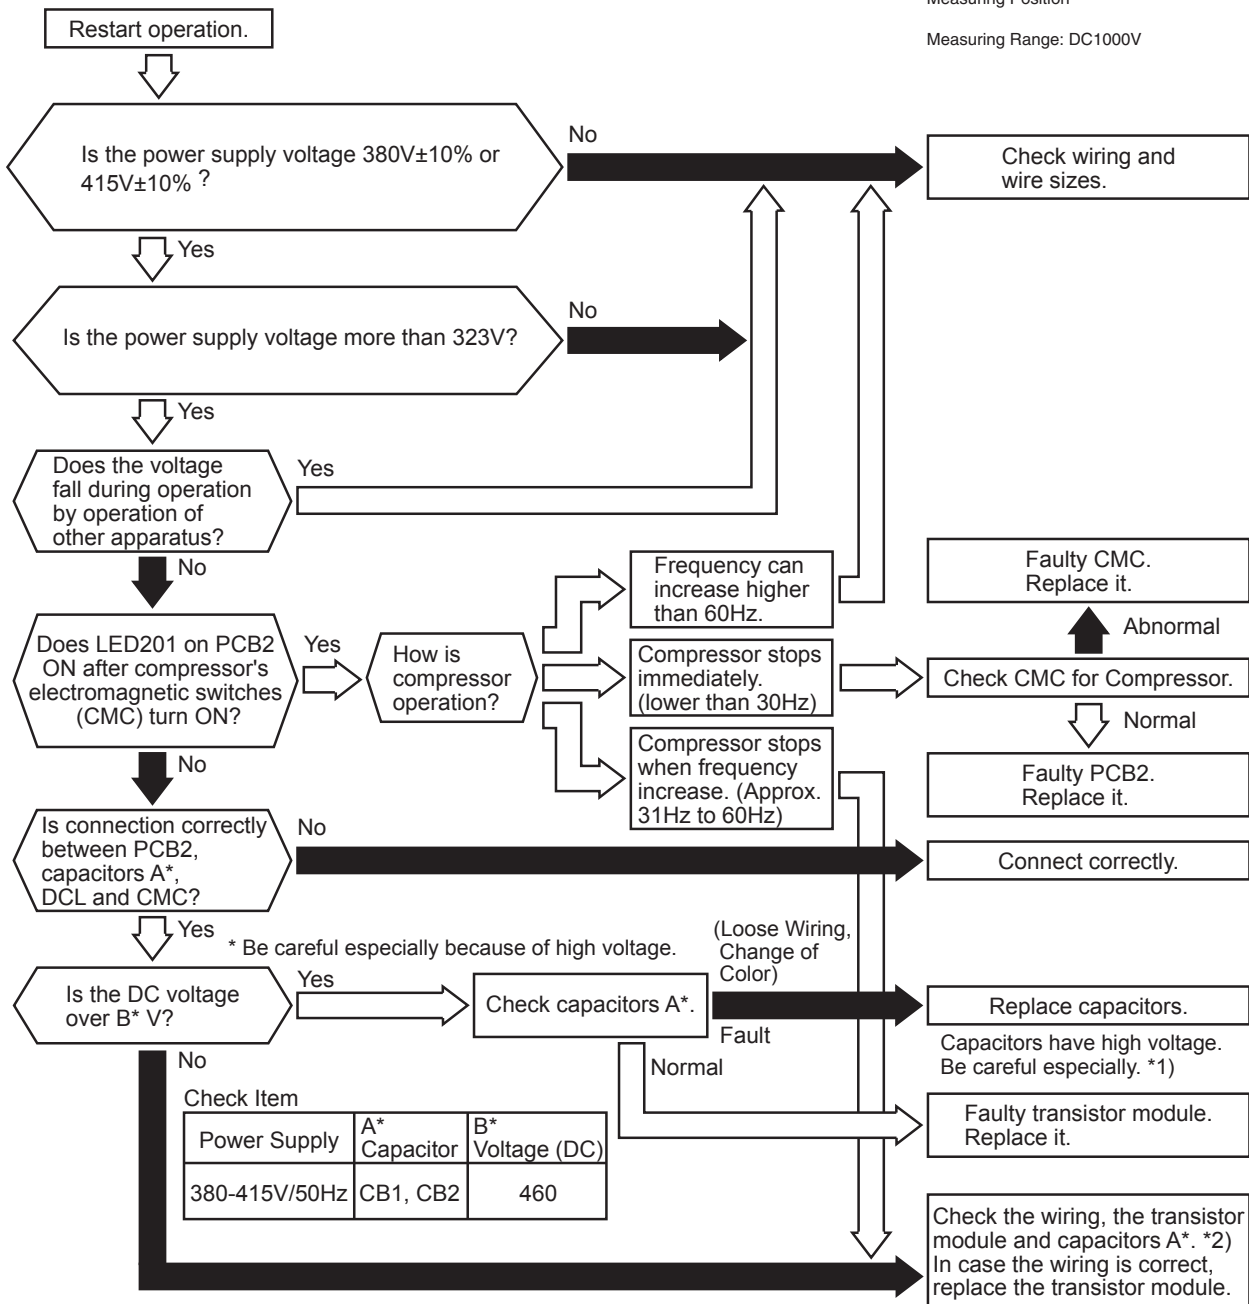 Measuring Position
Measuring Range: DC1000V
Restart operation.
Is the power supply voltage 380V±10% or
415V±10% ?
No
Check wiring and
wire sizes.
Yes
Is the power supply voltage more than 323V?
No
Yes
Does the voltage
fall during operation
by operation of
other apparatus?
Yes
No
Does LED201 on PCB2
ON after compressor's
electromagnetic switches
(CMC) turn ON?
Yes
How is
compressor
operation?
Frequency can
increase higher
than 60Hz.
Compressor stops
immediately.
(lower than 30Hz)
Compressor stops
when frequency
increase. (Approx.
31Hz to 60Hz)
Faulty CMC.
Replace it.
Abnormal
Check CMC for Compressor.
Normal
Faulty PCB2.
Replace it.
No
Is connection correctly
between PCB2,
capacitors A*,
DCL and CMC?
No
Connect correctly.
Yes
* Be careful especially because of high voltage.
Is the DC voltage
over B* V?
Yes
Check capacitors A*.
(Loose Wiring,
Change of
Color)
Fault
Replace capacitors.
Capacitors have high voltage.
Be careful especially. *1)
Normal
Faulty transistor module.
Replace it.
No
Check Item
Power Supply
A*
Capacitor
B*
Voltage (DC)
380-415V/50Hz
CB1, CB2
460
Check the wiring, the transistor
module and capacitors A*. *2)
In case the wiring is correct,
replace the transistor module.